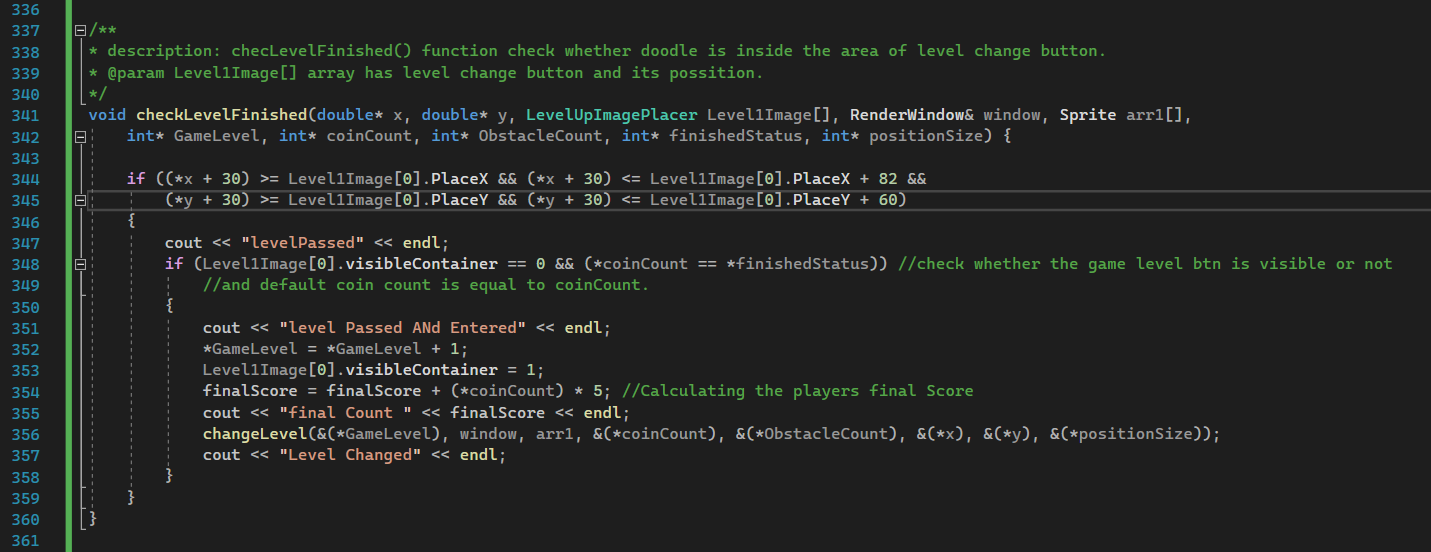 336
337 /**
338 * description: checLevelFinished() function check whether doodle is inside the area of level change button.
339 * @param Level1Image[] array has level change button and its possition.
340 */
341 void checkLevelFinished(double* x, double* y, LevelUpImagePlacer Level1Image[], RenderWindow& window, Sprite arr1[],
342     int* GameLevel, int* coinCount, int* ObstacleCount, int* finishedStatus, int* positionSize) {
343
344     if ((*x + 30) >= Level1Image[0].PlaceX && (*x + 30) <= Level1Image[0].PlaceX + 82 &&
345         (*y + 30) >= Level1Image[0].PlaceY && (*y + 30) <= Level1Image[0].PlaceY + 60)
346     {
347         cout << "levelPassed" << endl;
348         if (Level1Image[0].visibleContainer == 0 && (*coinCount == *finishedStatus)) //check whether the game level btn is visible or not
349             //and default coin count is equal to coinCount.
350         {
351             cout << "level Passed ANd Entered" << endl;
352             *GameLevel = *GameLevel + 1;
353             Level1Image[0].visibleContainer = 1;
354             finalScore = finalScore + (*coinCount) * 5; //Calculating the players final Score
355             cout << "final Count " << finalScore << endl;
356             changeLevel(&(*GameLevel), window, arr1, &(*coinCount), &(*ObstacleCount), &(*x), &(*y), &(*positionSize));
357             cout << "Level Changed" << endl;
358         }
359     }
360 }
361